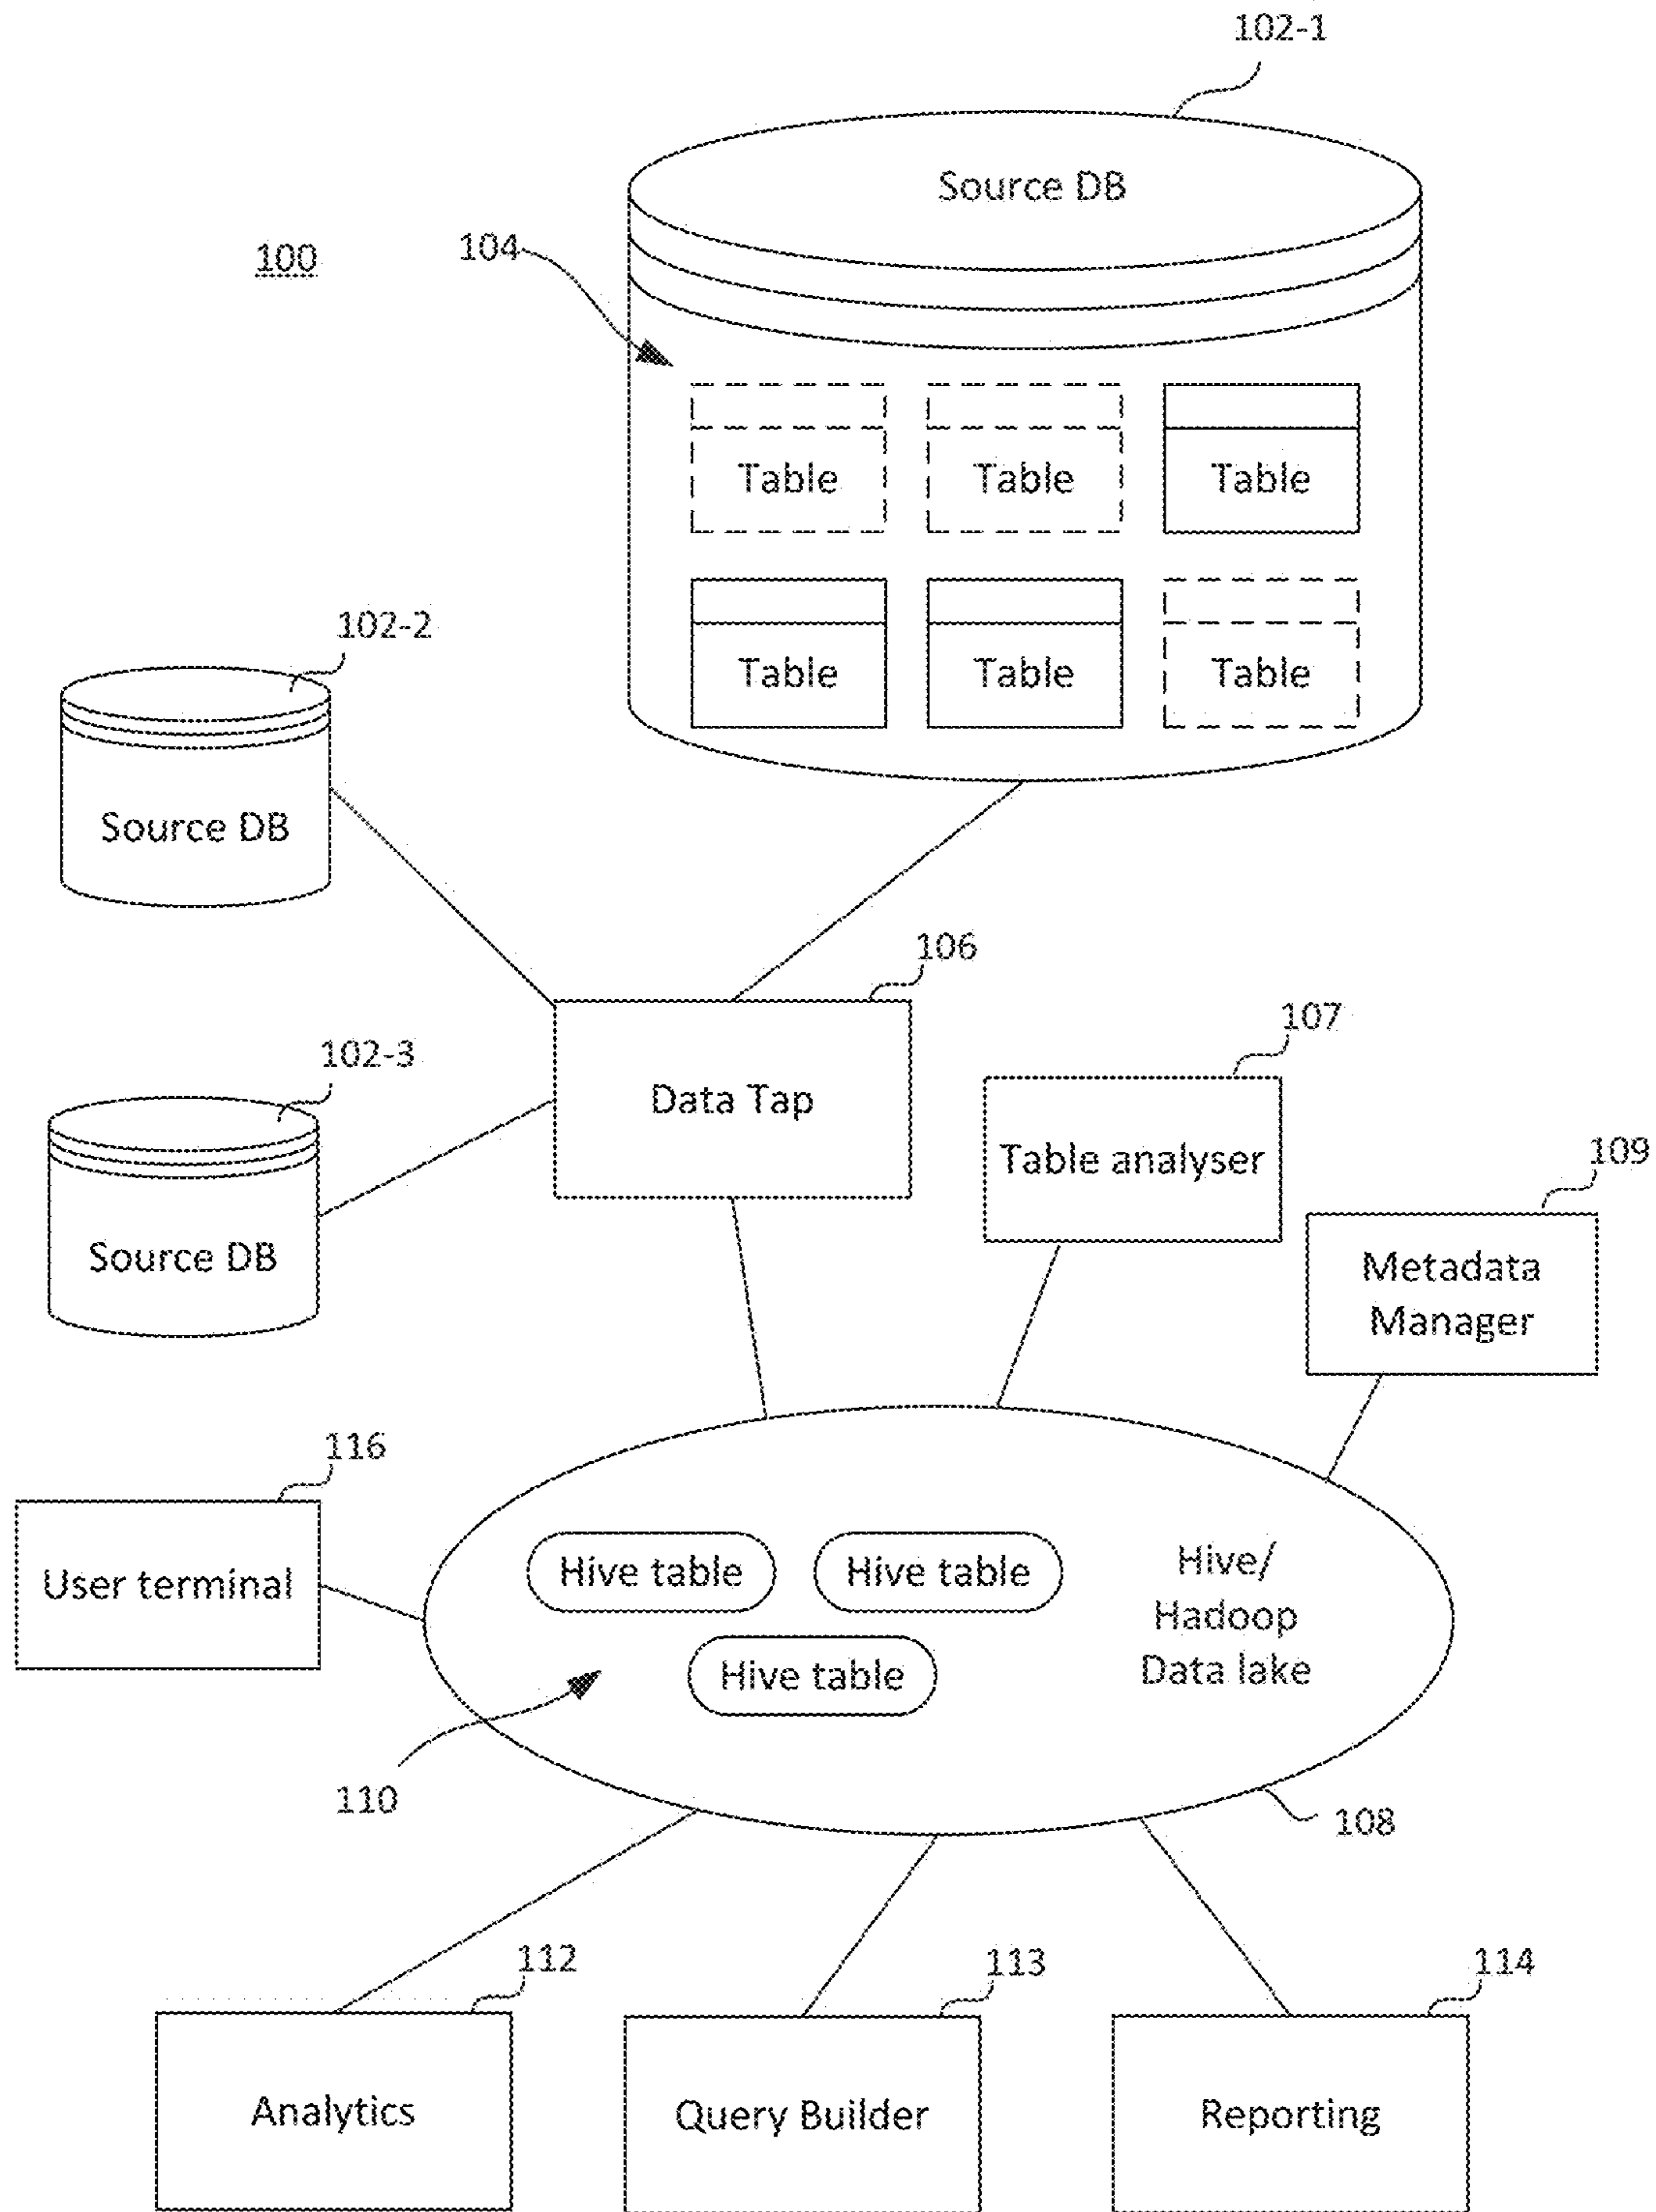 102-1
Source DB
100
104
Table
Table
Table
102-2
Table
Table
Table
Source DB
106
102-3
107
Data Tap
Table analyser
109
Source DB
Metadata
Manager
116
User terminal
Hive table
Hive table
Hive/
Hadoop
Data lake
Hive table
110
108
112
113
114
Analytics
Query Builder
Reporting